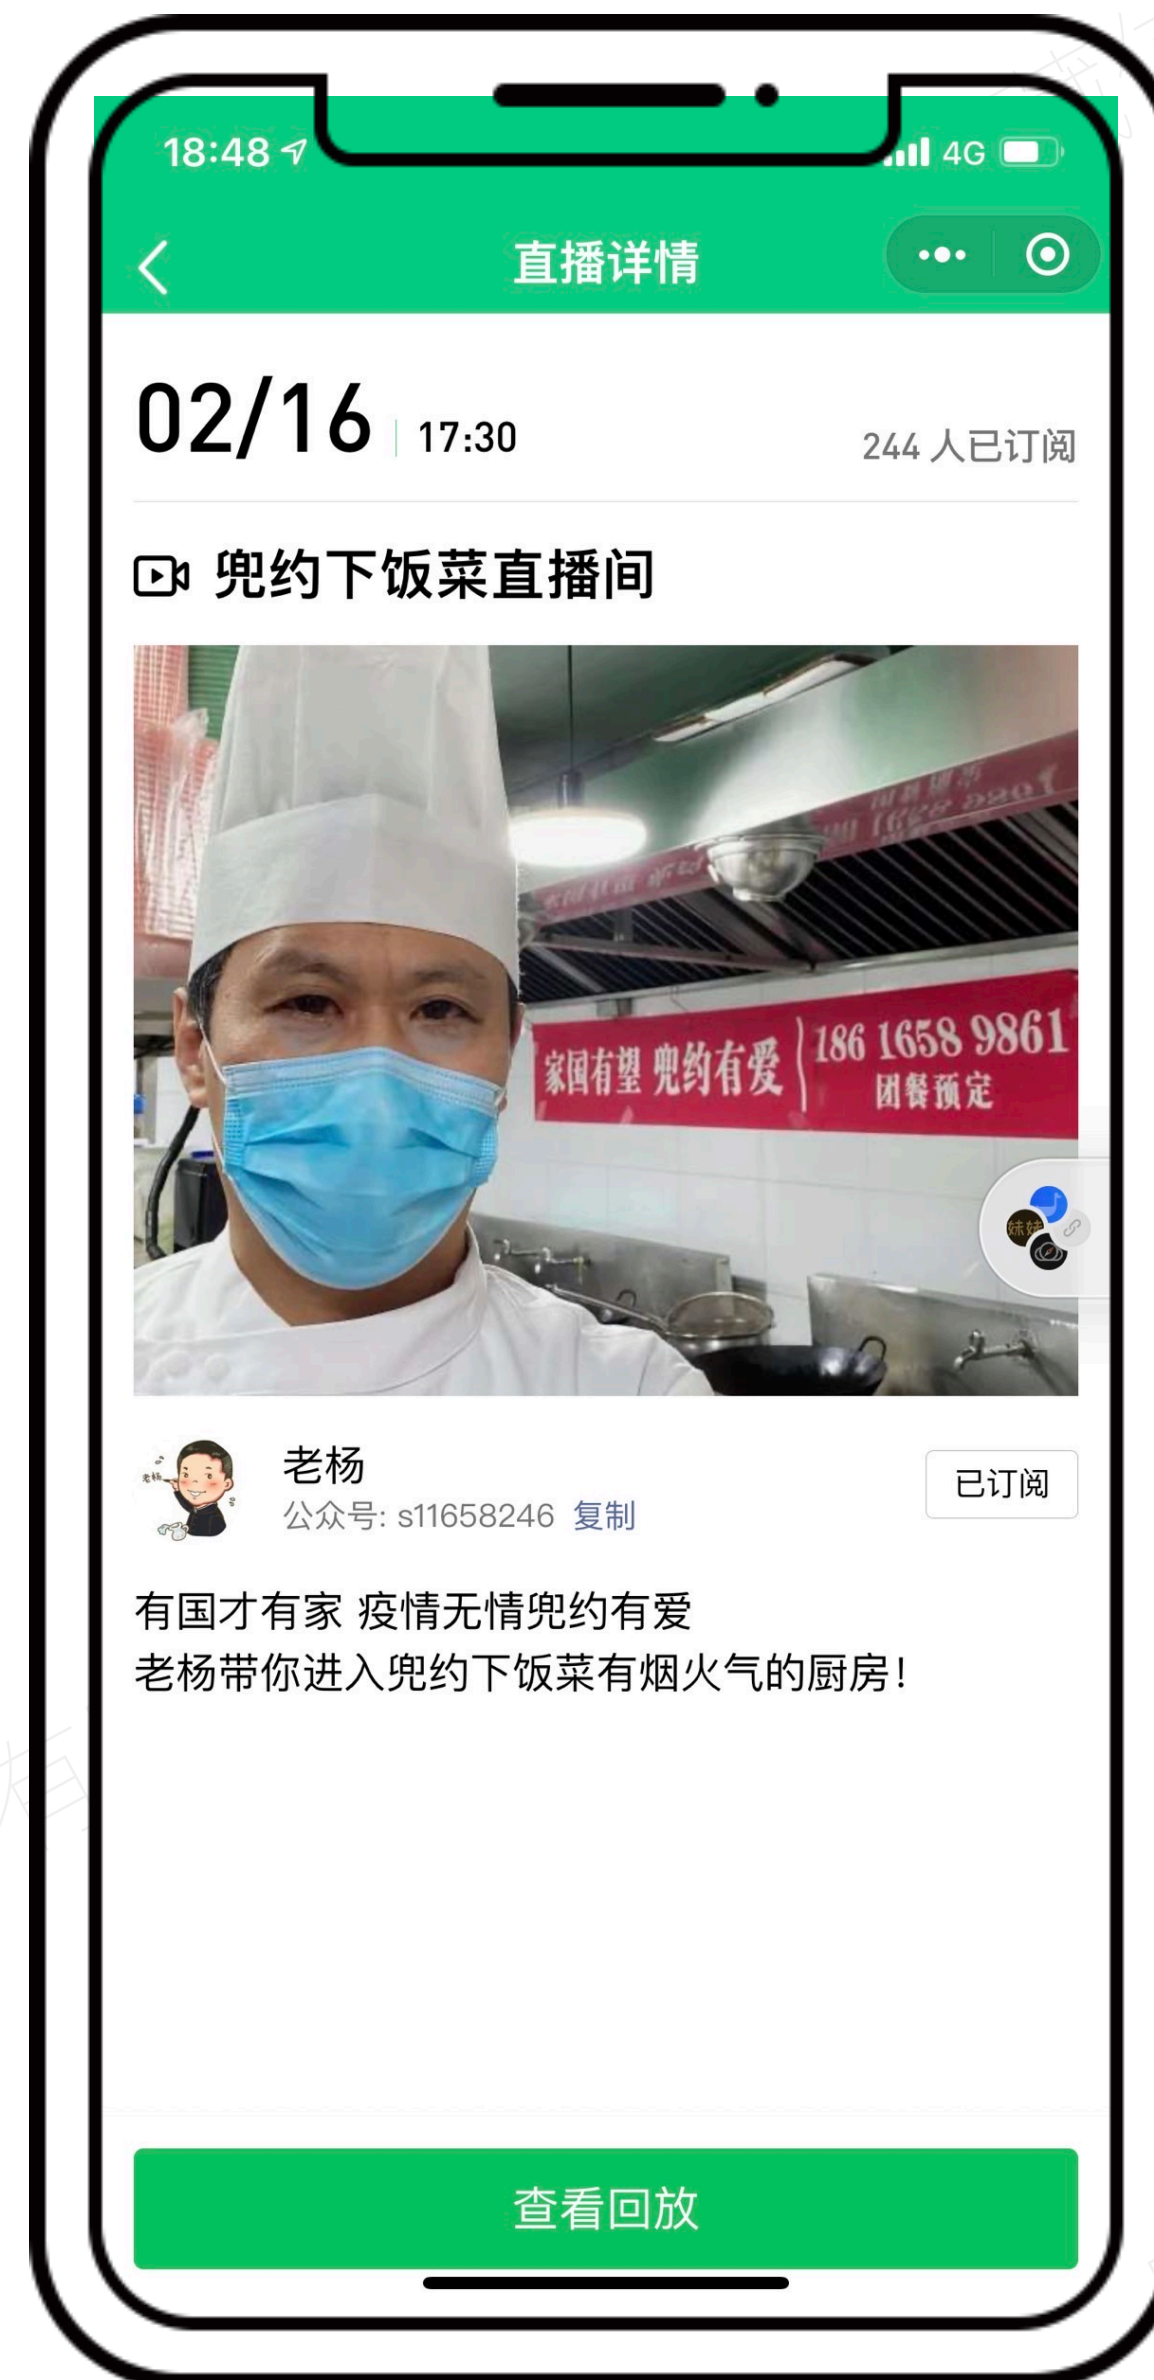 18:48
4G
直播详情
02/16 17:30
244 人已订阅
兜约下饭菜直播间
家国有望 兜约有爱
186 1658 9861
团餐预定
妹妹
老杨
老杨
公众号: s11658246 复制
已订阅
有国才有家 疫情无情兜约有爱
老杨带你进入兜约下饭菜有烟火气的厨房！
查看回放